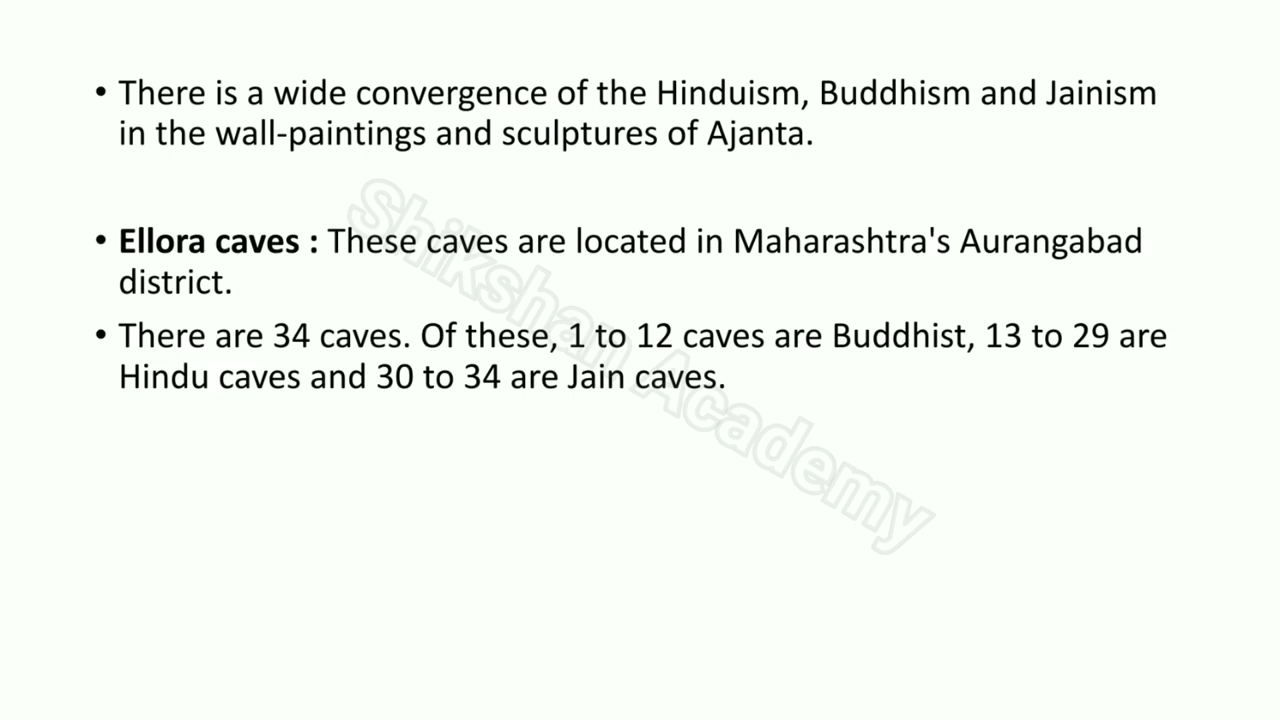 • There is a wide convergence of the Hinduism, Buddhism and Jainism
in the wall-paintings and sculptures of Ajanta.
• Ellora caves : These caves are located in Maharashtra's Aurangabad
district.
• There are 34 caves. Of these, 1 to 12 caves are Buddhist, 13 to 29 are
Hindu caves and 30 to 34 are Jain caves.
Shikshan Academy